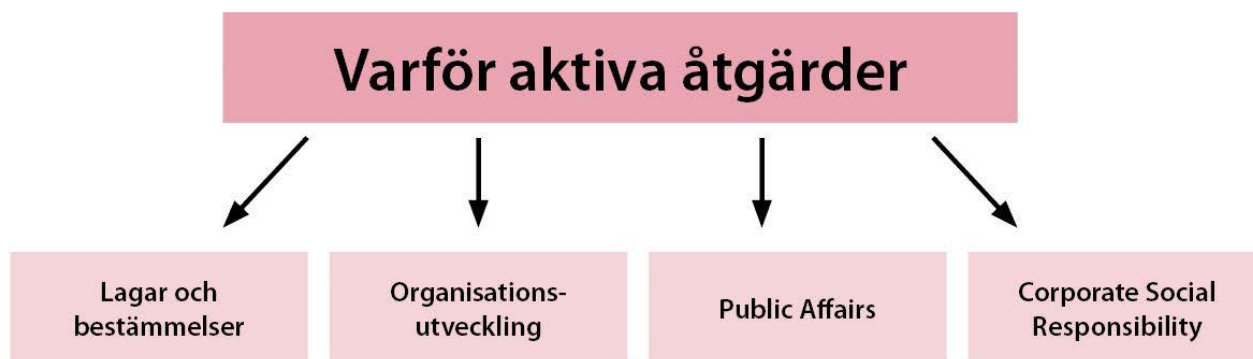 Varför aktiva åtgärder
Lagar och
bestämmelser
Organisations-
utveckling
Public Affairs
Corporate Social
Responsibility